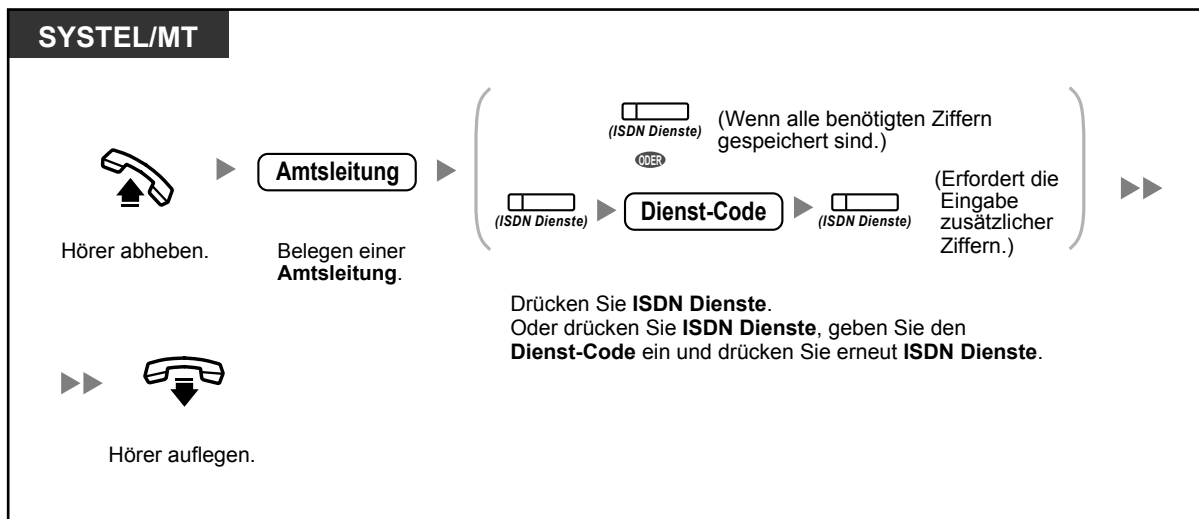 SYSTEL/MT
(ISDN Dienste)
(Wenn alle benötigten Ziffern
gespeichert sind.)
ODER
Amtsleitung
(ISDN Dienste)
Dienst-Code
(ISDN Dienste)
(Erfordert die
Eingabe
zusätzlicher
Ziffern.)
Hörer abheben.
Belegen einer
Amtsleitung.
Drücken Sie ISDN Dienste.
Oder drücken Sie ISDN Dienste, geben Sie den
Dienst-Code ein und drücken Sie erneut ISDN Dienste.
Hörer auflegen.